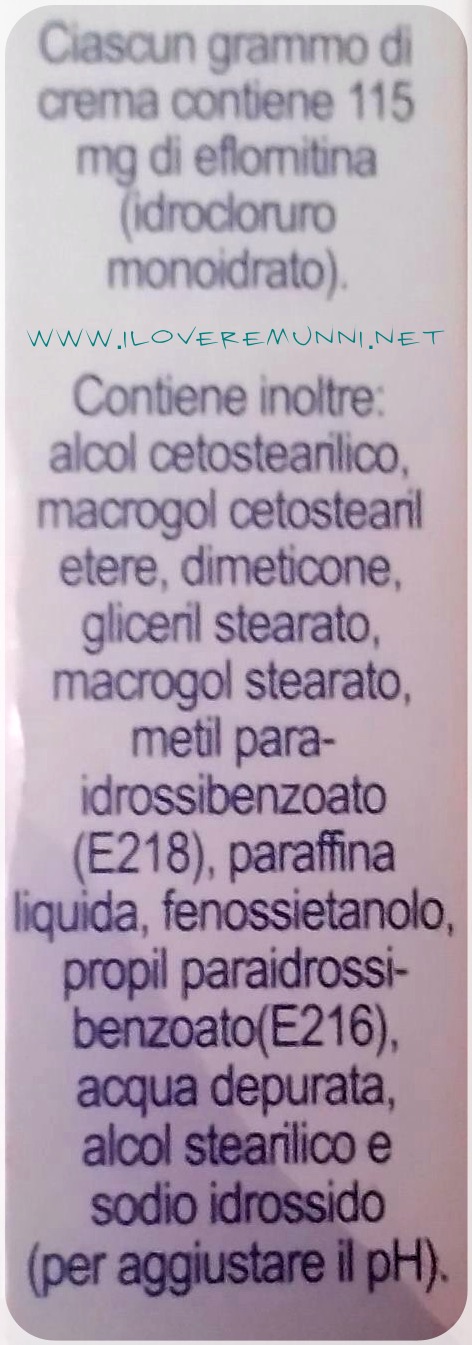 Ciascun grammo di
crema contiene 115
mg di eflornitina
(idrocloruro
monoidrato).
WWW.ILOVEREMUNNI.NET
Contiene inoltre:
alcol cetostearilico,
macrogol cetostearil
etere, dimeticone,
gliceril stearato,
macrogol stearato,
metil para-
idrossibenzoato
(E218), paraffina
liquida, fenossietanolo,
propil paraidrossi-
benzoato(E216),
acqua depurata,
alcol stearilico e
sodio idrossido
(per aggiustare il pH).